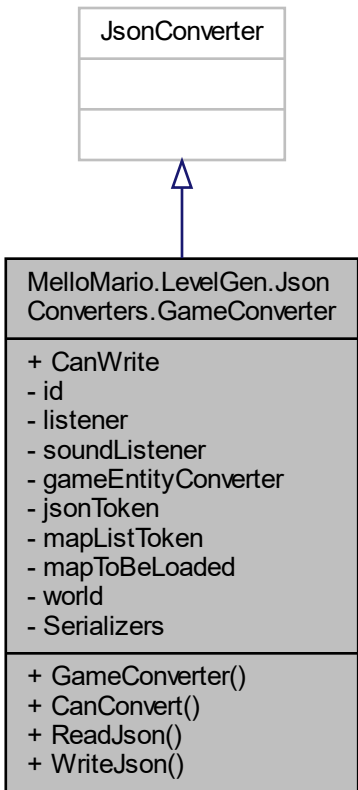 JsonConverter
MelloMario.LevelGen.Json
Converters.GameConverter
+ CanWrite
- id
- listener
- soundListener
- gameEntityConverter
- jsonToken
- mapListToken
- mapToBeLoaded
- world
- Serializers
+ GameConverter()
+ CanConvert()
+ ReadJson()
+ WriteJson()